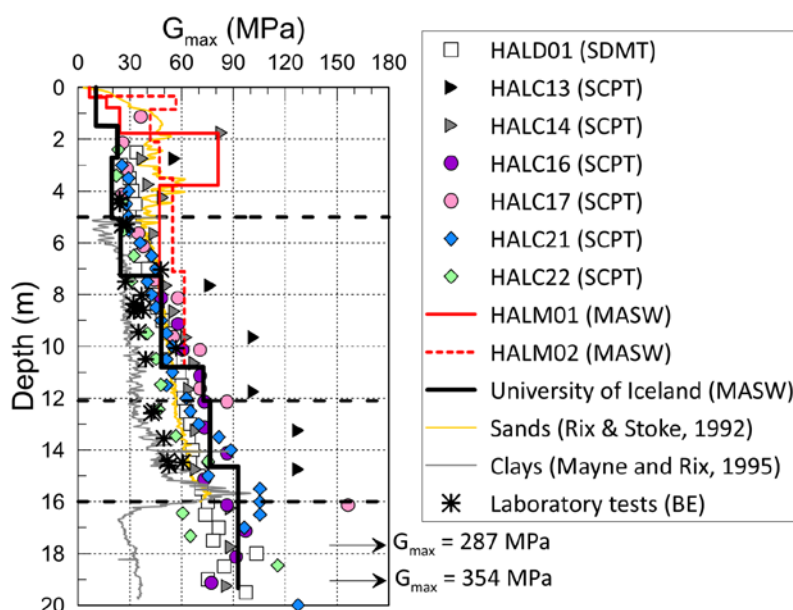 G_max (MPa)
0 30 60 90 120 150 180
0
2
4
6
8
10
12
14
16
18
20
Depth (m)
HALD01 (SDMT)
HALC13 (SCPT)
HALC14 (SCPT)
HALC16 (SCPT)
HALC17 (SCPT)
HALC21 (SCPT)
HALC22 (SCPT)
HALM01 (MASW)
HALM02 (MASW)
University of Iceland (MASW)
Sands (Rix & Stoke, 1992)
Clays (Mayne and Rix, 1995)
Laboratory tests (BE)
G_max = 287 MPa
G_max = 354 MPa